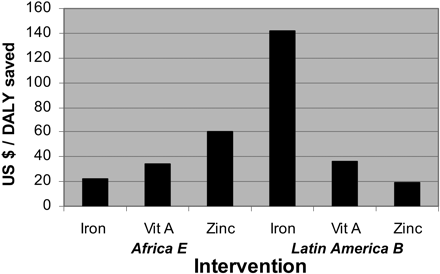 US $ / DALY saved
160
140
120
100
80
60
40
20
0
Iron Vit A Zinc Iron Vit A Zinc
Africa E Latin America B
Intervention